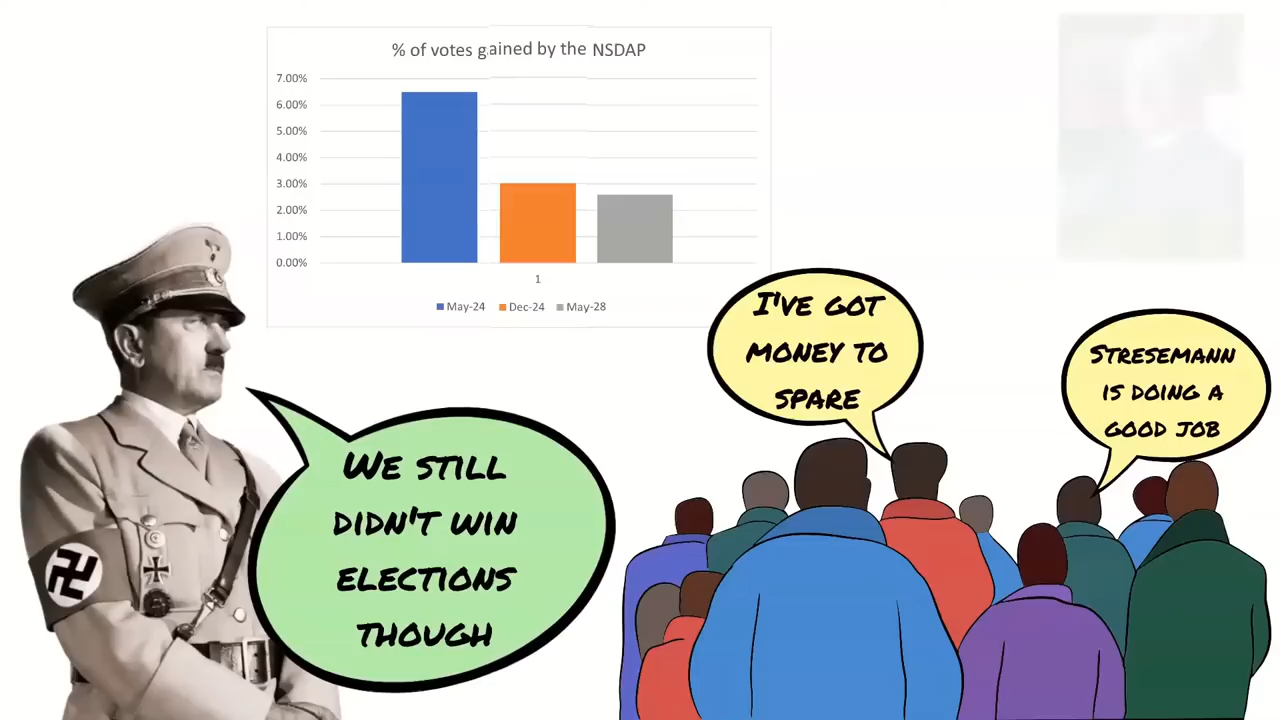 % of votes gained by the NSDAP
7.00%
6.00%
5.00%
4.00%
3.00%
2.00%
1.00%
0.00%
1
May-24 Dec-24 May-28
WE STILL
DIDN'T WIN
ELECTIONS
THOUGH
I'VE GOT
MONEY TO
SPARE
STRESEMANN
IS DOING A
GOOD JOB